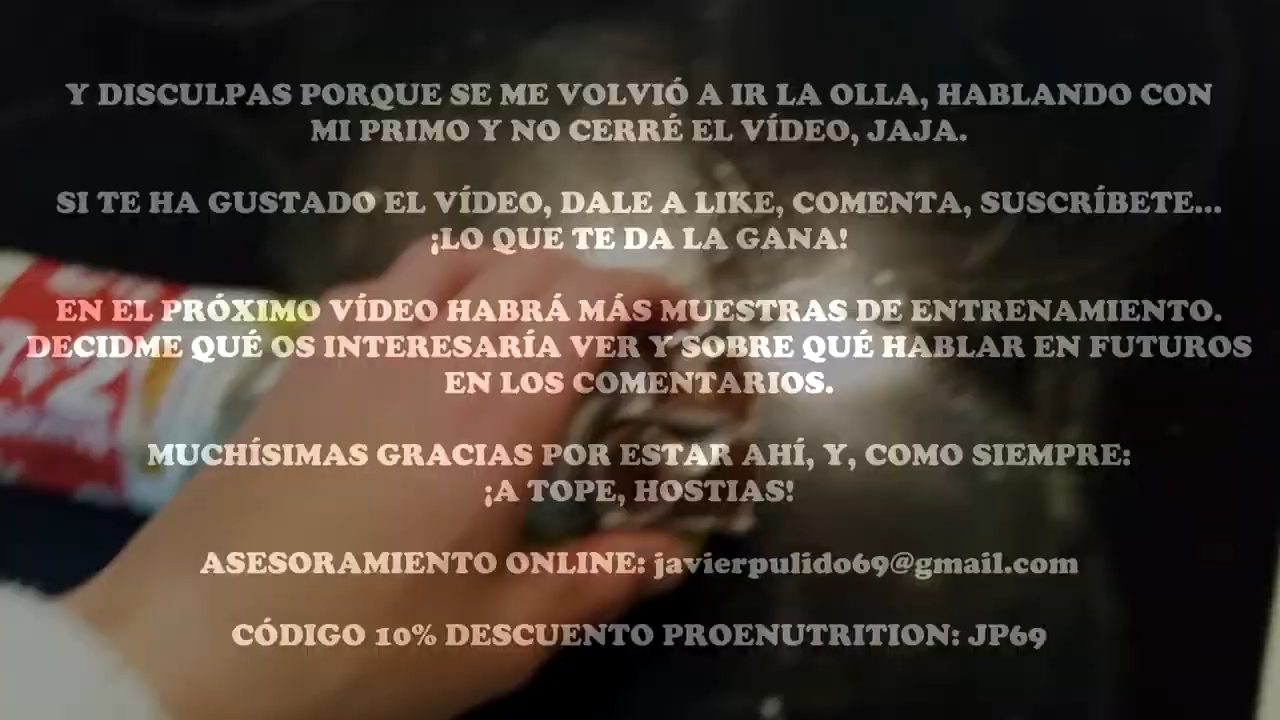 Y DISCULPAS PORQUE SE ME VOLVIÓ A IR LA OLLA, HABLANDO CON
MI PRIMO Y NO CERRÉ EL VÍDEO, JAJA.
SI TE HA GUSTADO EL VÍDEO, DALE A LIKE, COMENTA, SUSCRÍBETE...
¡LO QUE TE DA LA GANA!
EN EL PRÓXIMO VÍDEO HABRÁ MÁS MUESTRAS DE ENTRENAMIENTO.
DECIDME QUÉ OS INTERESARÍA VER Y SOBRE QUÉ HABLAR EN FUTUROS
EN LOS COMENTARIOS.
MUCHÍSIMAS GRACIAS POR ESTAR AHÍ, Y, COMO SIEMPRE:
¡A TOPE, HOSTIAS!
ASESORAMIENTO ONLINE: javierpulido69@gmail.com
CÓDIGO 10% DESCUENTO PROENUTRITION: JP69